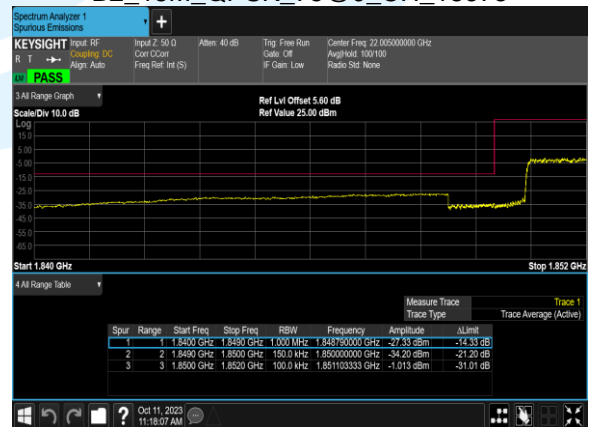 Spectrum Analyzer 1
Spurious Emissions
+
KEYSIGHT Input: RF Input Z: 50 Ω Atten: 40 dB Trig: Free Run Center Freq: 22.005000000 GHz
R T Coupling: DC Corr CCorr Gate: Off Avg|Hold: 100/100
Align: Auto Freq Ref: Int (S) IF Gain: Low Radio Std: None
LV PASS
3 All Range Graph
Ref Lvl Offset 5.60 dB
Scale/Div 10.0 dB Ref Value 25.00 dBm
Log
15.0
5.00
-5.00
-15.0
-25.0
-35.0
-45.0
-55.0
-65.0
Start 1.840 GHz Stop 1.852 GHz
4 All Range Table
Measure Trace Trace 1
Trace Type Trace Average (Active)
Spur Range Start Freq Stop Freq RBW Frequency Amplitude ΔLimit
1 1 1.8400 GHz 1.8490 GHz 1.000 MHz 1.848790000 GHz -27.33 dBm -14.33 dB
2 2 1.8490 GHz 1.8500 GHz 150.0 kHz 1.850000000 GHz -34.20 dBm -21.20 dB
3 3 1.8500 GHz 1.8520 GHz 100.0 kHz 1.851103333 GHz -1.013 dBm -31.01 dB
? Oct 11, 2023
11:18:07 AM